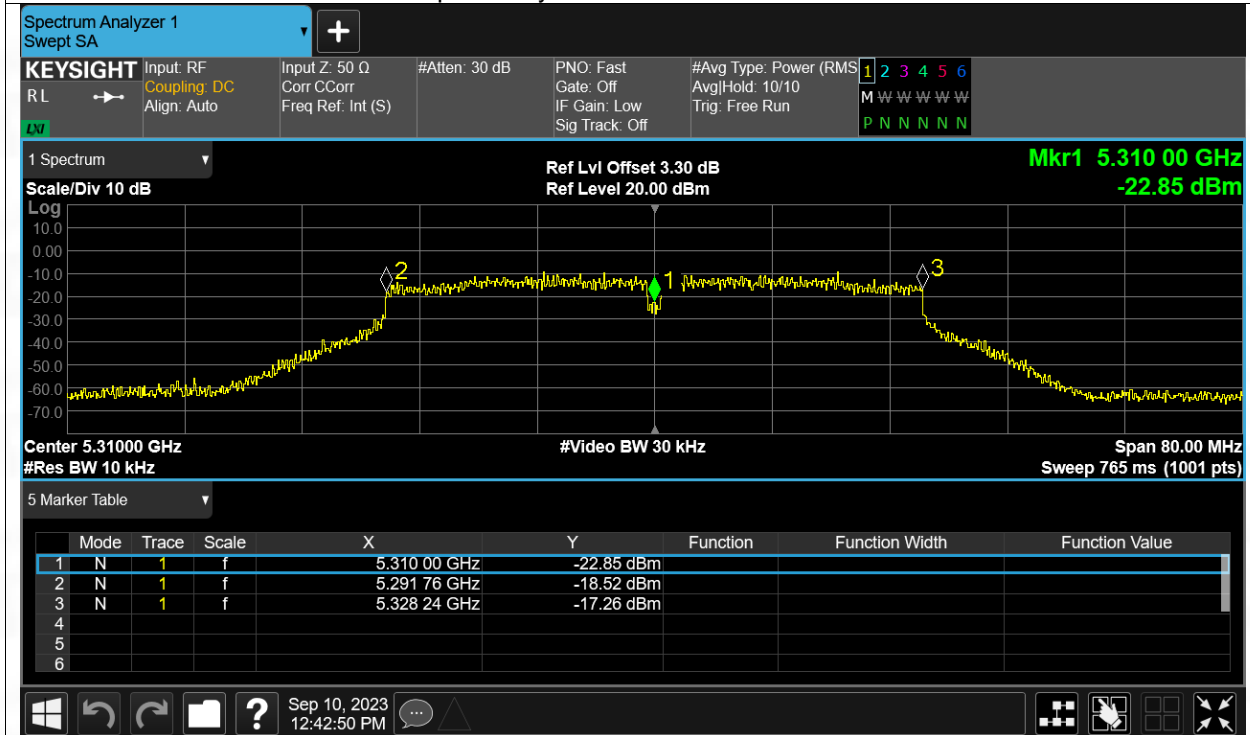 Spectrum Analyzer 1
Swept SA
+
KEYSIGHT Input: RF Input Z: 50 Ω #Atten: 30 dB PNO: Fast #Avg Type: Power (RMS 1 2 3 4 5 6
RL Coupling: DC Corr CCorr Gate: Off Avg|Hold: 10/10 M W W W W W
Align: Auto Freq Ref: Int (S) IF Gain: Low Trig: Free Run
LXI Sig Track: Off P N N N N N
1 Spectrum Ref Lvl Offset 3.30 dB Mkr1 5.310 00 GHz
Scale/Div 10 dB Ref Level 20.00 dBm -22.85 dBm
Log
10.0
0.00
-10.0
-20.0
-30.0
-40.0
-50.0
-60.0
-70.0
2 1 3
Center 5.31000 GHz #Video BW 30 kHz Span 80.00 MHz
#Res BW 10 kHz Sweep 765 ms (1001 pts)
5 Marker Table
Mode Trace Scale X Y Function Function Width Function Value
1 N 1 f 5.310 00 GHz -22.85 dBm
2 N 1 f 5.291 76 GHz -18.52 dBm
3 N 1 f 5.328 24 GHz -17.26 dBm
4
5
6
? Sep 10, 2023
12:42:50 PM